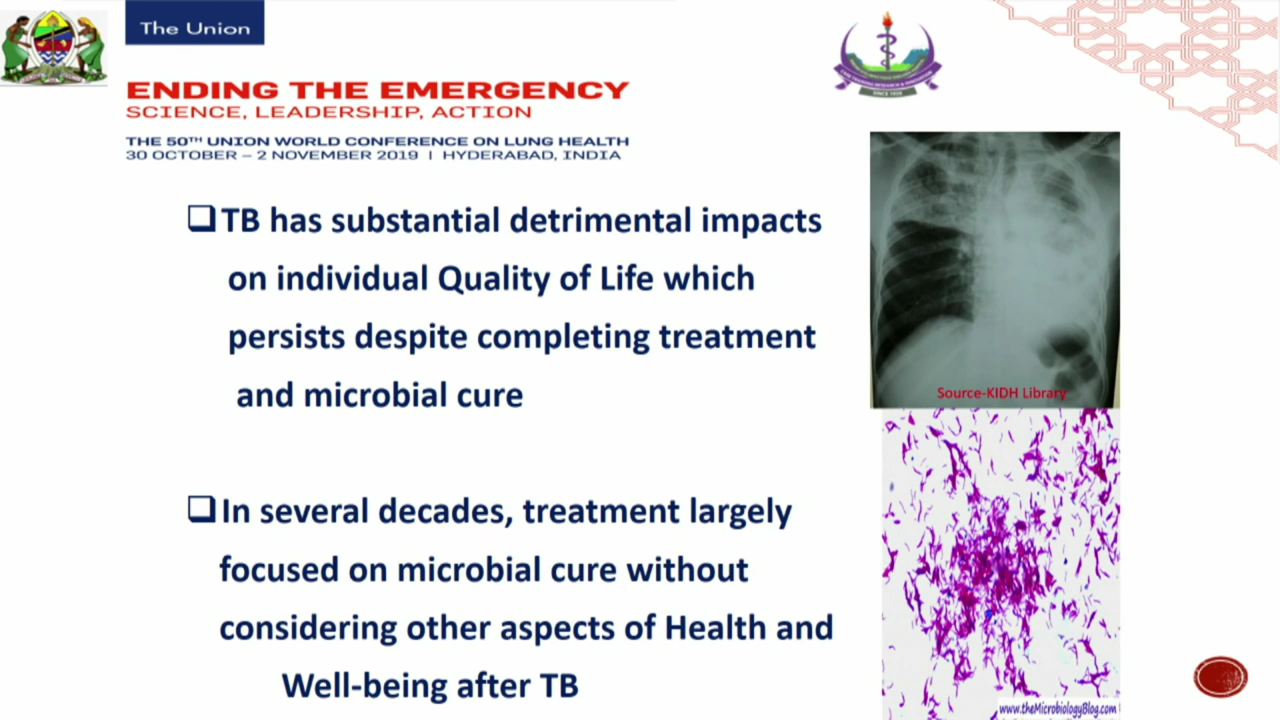 The Union
ENDING THE EMERGENCY
SCIENCE, LEADERSHIP, ACTION
THE 50TH UNION WORLD CONFERENCE ON LUNG HEALTH
30 OCTOBER – 2 NOVEMBER 2019 | HYDERABAD, INDIA
TB has substantial detrimental impacts
on individual Quality of Life which
persists despite completing treatment
and microbial cure
In several decades, treatment largely
focused on microbial cure without
considering other aspects of Health and
Well-being after TB
Source-KIDH Library
www.theMicrobiologyBlog.com